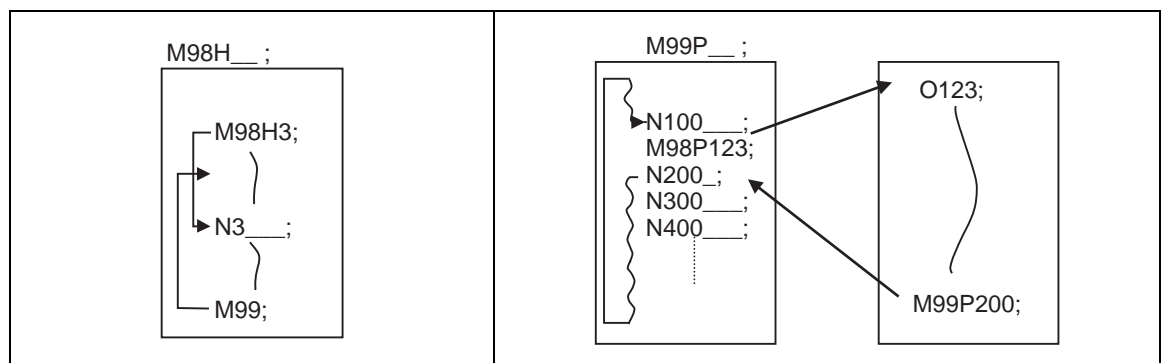 M98H__ ;
M98H3;
N3___;
M99;
M99P__ ;
N100___;
M98P123;
N200_;
N300___;
N400___;
O123;
M99P200;